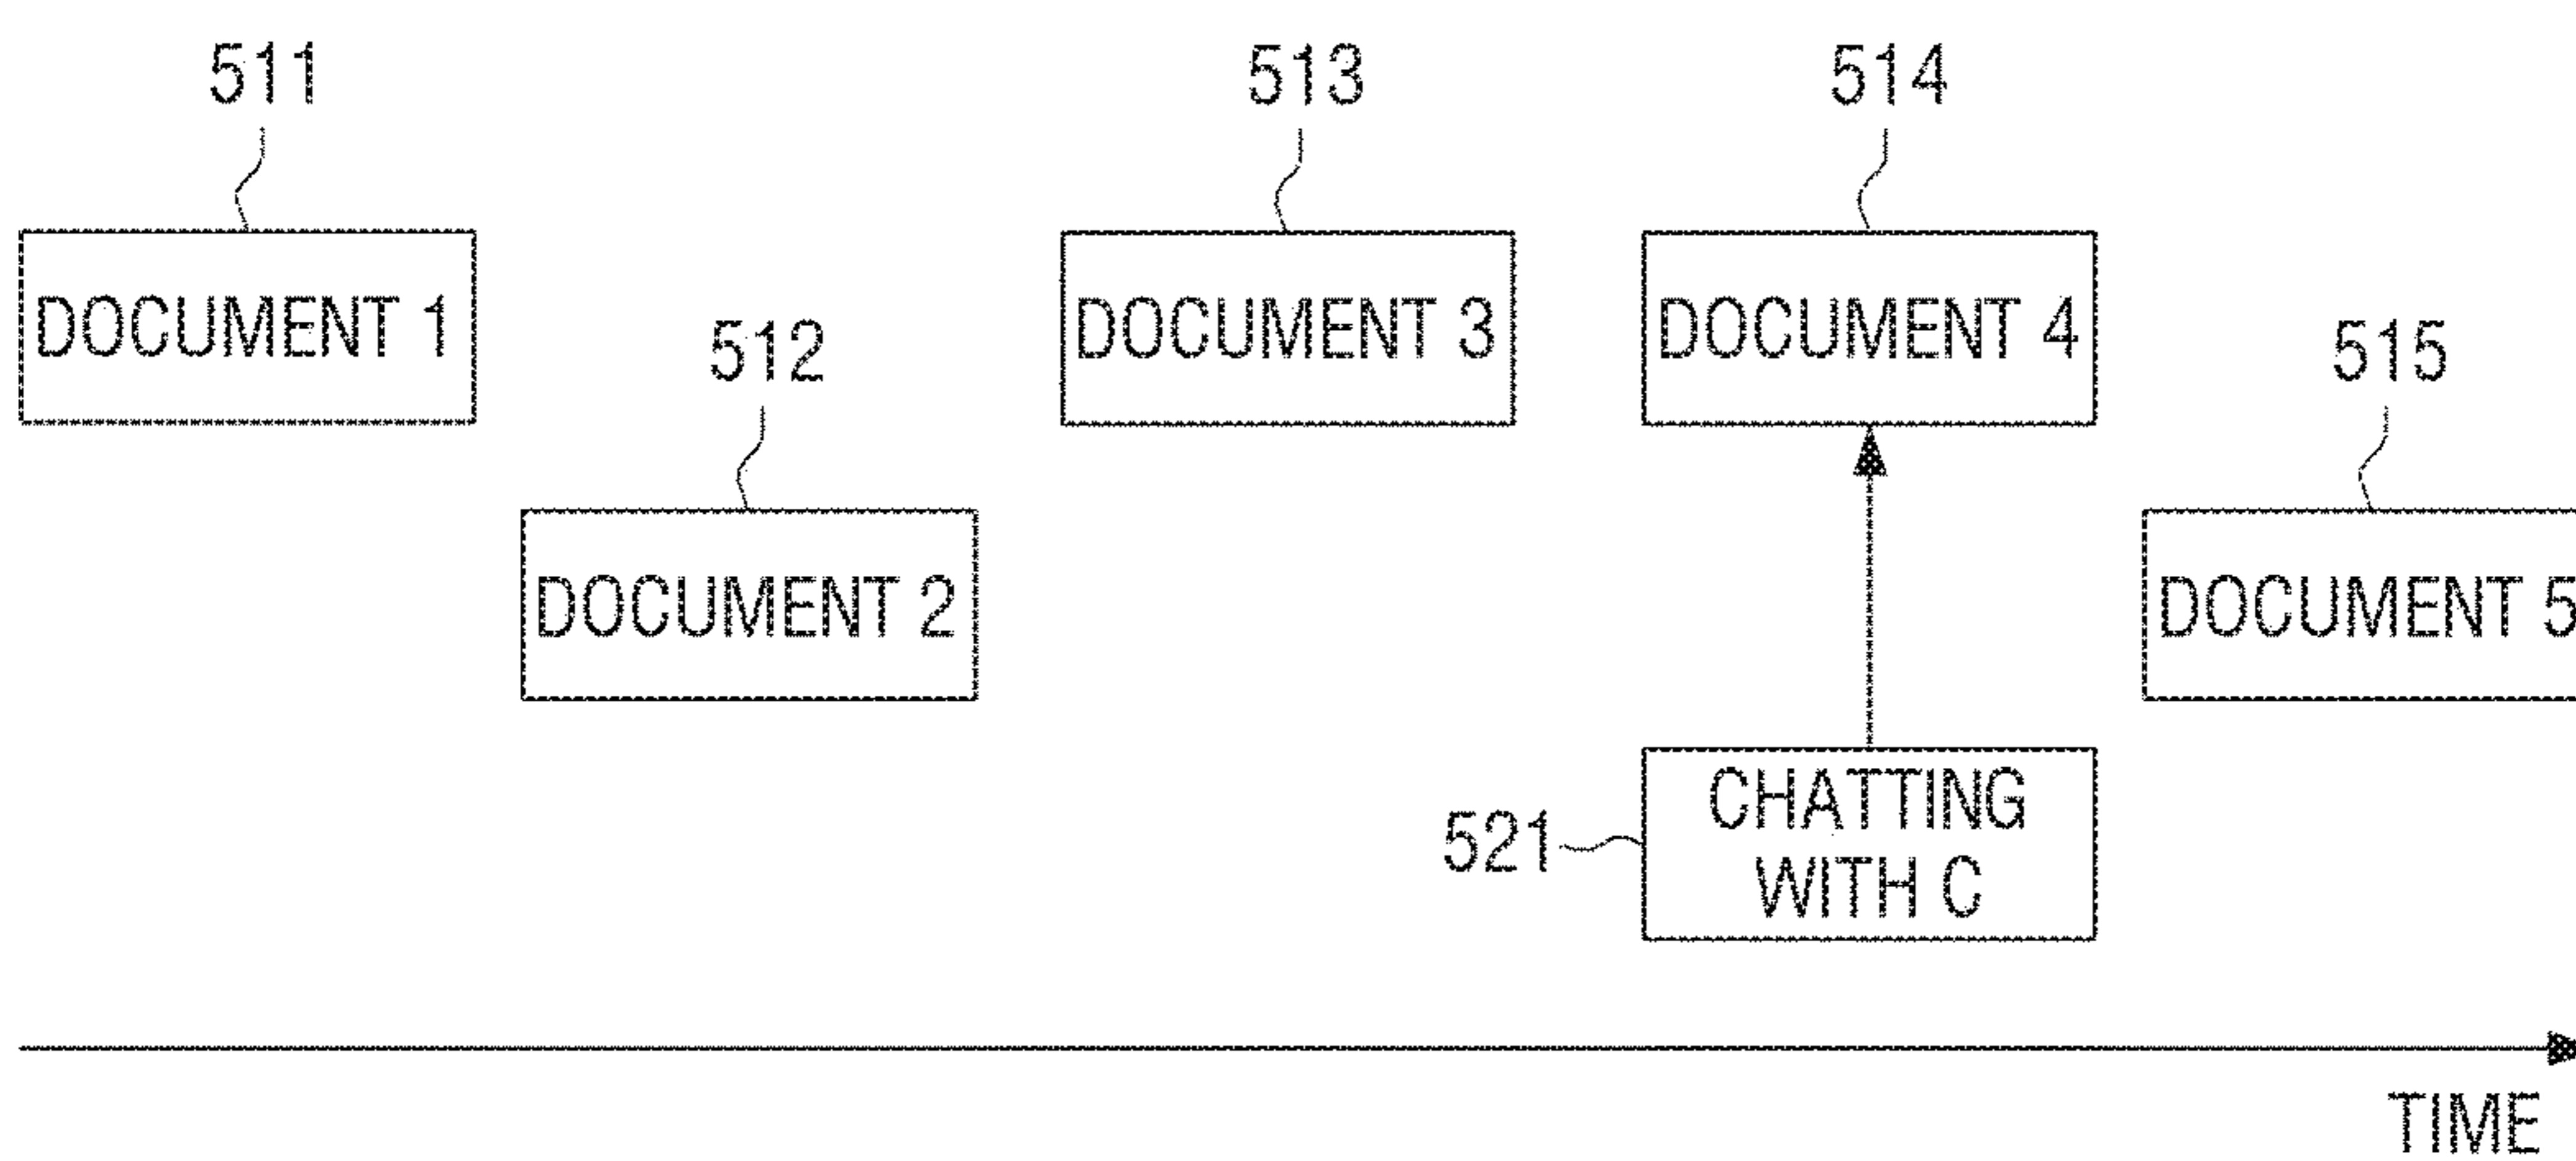 511
513
514
DOCUMENT 1
DOCUMENT 3
DOCUMENT 4
512
515
DOCUMENT 2
DOCUMENT 5
521
CHATTING
WITH C
TIME